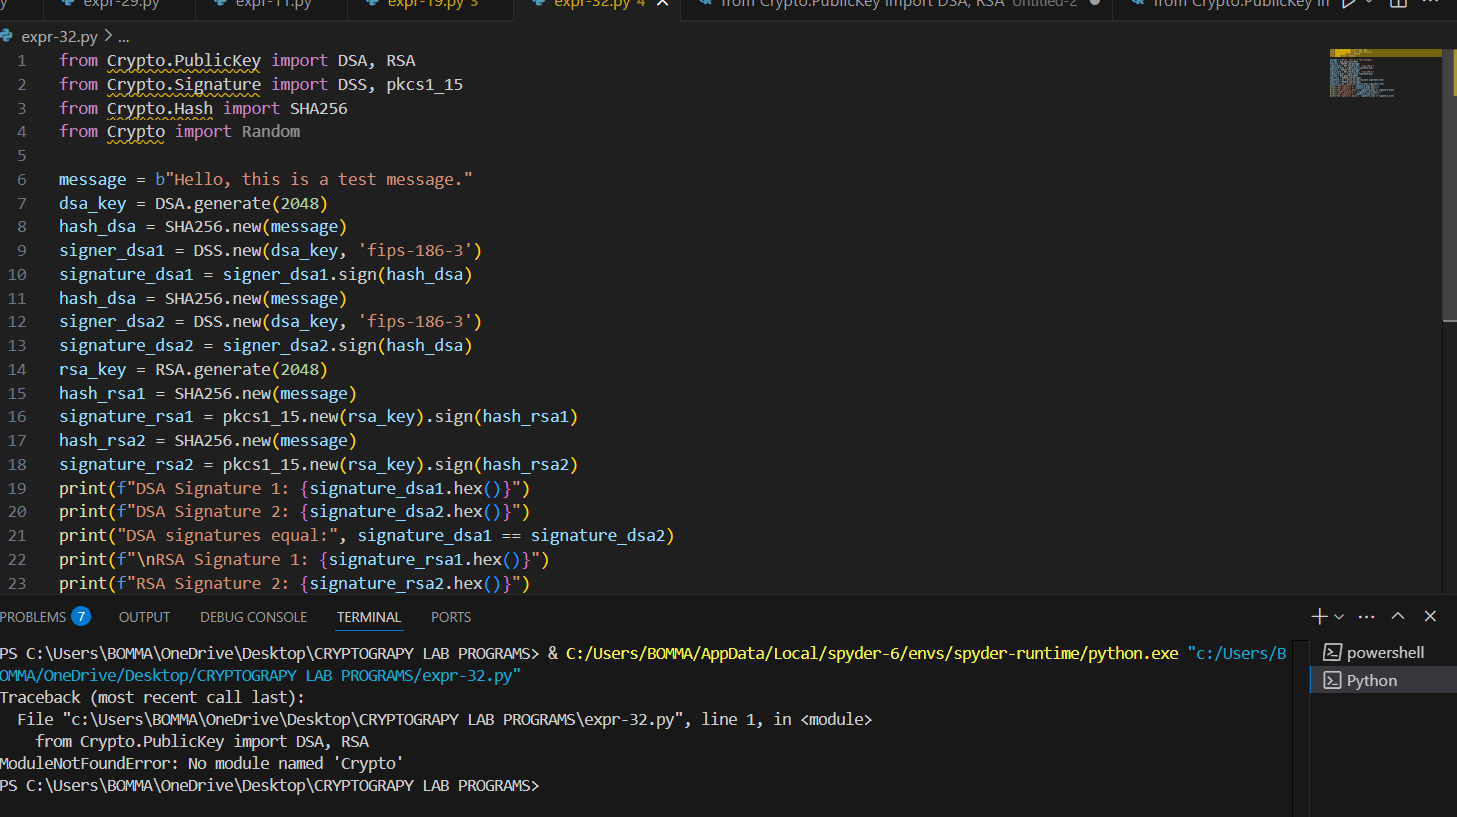 y expr-29.py expr-11.py expr-19.py 3 expr-32.py 4 from Crypto.PublicKey import DSA, RSA Untitled-2 from Crypto.PublicKey in
expr-32.py > ...
1 from Crypto.PublicKey import DSA, RSA
2 from Crypto.Signature import DSS, pkcs1_15
3 from Crypto.Hash import SHA256
4 from Crypto import Random
5
6 message = b"Hello, this is a test message."
7 dsa_key = DSA.generate(2048)
8 hash_dsa = SHA256.new(message)
9 signer_dsa1 = DSS.new(dsa_key, 'fips-186-3')
10 signature_dsa1 = signer_dsa1.sign(hash_dsa)
11 hash_dsa = SHA256.new(message)
12 signer_dsa2 = DSS.new(dsa_key, 'fips-186-3')
13 signature_dsa2 = signer_dsa2.sign(hash_dsa)
14 rsa_key = RSA.generate(2048)
15 hash_rsa1 = SHA256.new(message)
16 signature_rsa1 = pkcs1_15.new(rsa_key).sign(hash_rsa1)
17 hash_rsa2 = SHA256.new(message)
18 signature_rsa2 = pkcs1_15.new(rsa_key).sign(hash_rsa2)
19 print(f"DSA Signature 1: {signature_dsa1.hex()}")
20 print(f"DSA Signature 2: {signature_dsa2.hex()}")
21 print("DSA signatures equal:", signature_dsa1 == signature_dsa2)
22 print(f"\nRSA Signature 1: {signature_rsa1.hex()}")
23 print(f"RSA Signature 2: {signature_rsa2.hex()}")
PROBLEMS 7 OUTPUT DEBUG CONSOLE TERMINAL PORTS
PS C:\Users\BOMMA\OneDrive\Desktop\CRYPTOGRAPY LAB PROGRAMS> & C:/Users/BOMMA/AppData/Local/spyder-6/envs/spyder-runtime/python.exe "c:/Users/B
OMMA/OneDrive/Desktop/CRYPTOGRAPY LAB PROGRAMS/expr-32.py"
Traceback (most recent call last):
File "c:\Users\BOMMA\OneDrive\Desktop\CRYPTOGRAPY LAB PROGRAMS\expr-32.py", line 1, in <module>
from Crypto.PublicKey import DSA, RSA
ModuleNotFoundError: No module named 'Crypto'
PS C:\Users\BOMMA\OneDrive\Desktop\CRYPTOGRAPY LAB PROGRAMS>
powershell
Python